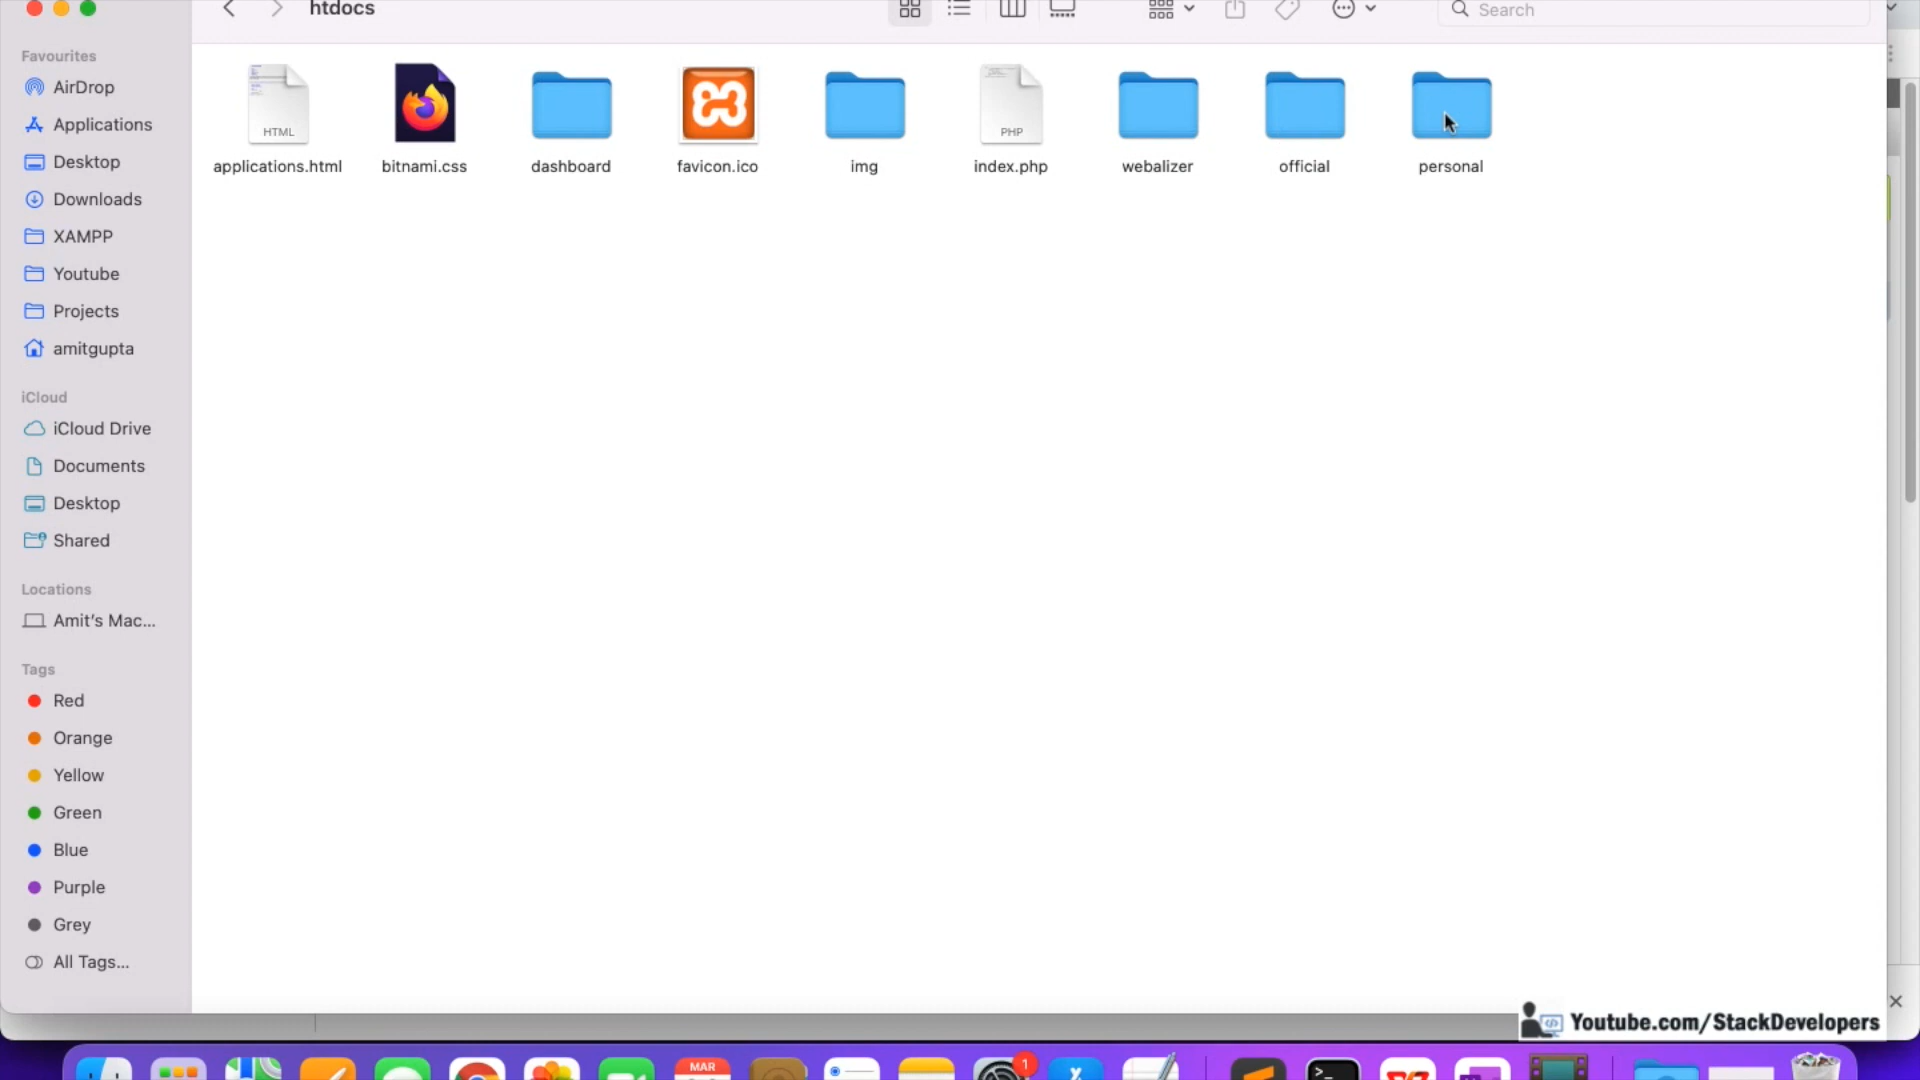 htdocs
Search
Favourites
AirDrop
Applications
Desktop
Downloads
XAMPP
Youtube
Projects
amitgupta
iCloud
iCloud Drive
Documents
Desktop
Shared
Locations
Amit's Mac...
Tags
Red
Orange
Yellow
Green
Blue
Purple
Grey
All Tags...
HTML
PHP
applications.html
bitnami.css
dashboard
favicon.ico
img
index.php
webalizer
official
personal
Youtube.com/StackDevelopers
MAR
1